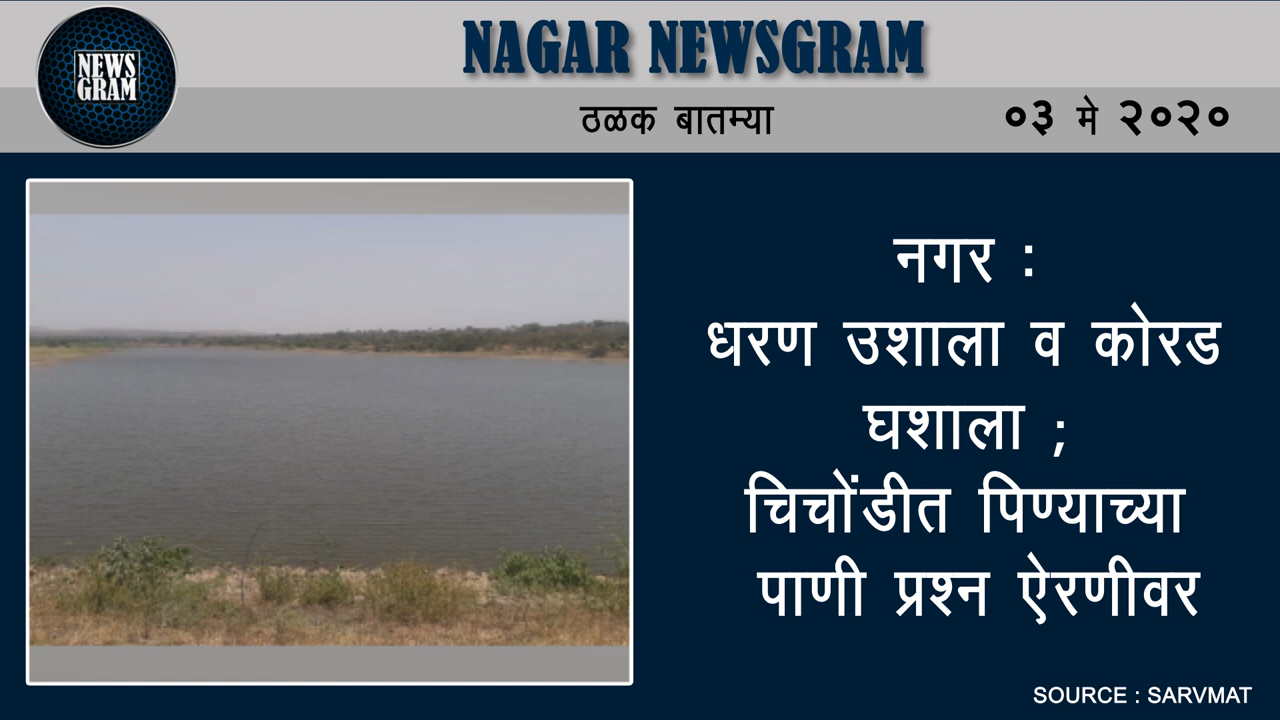 NEWS
GRAM
NAGAR NEWSGRAM
ठळक बातम्या
०३ मे २०२०
नगर :
धरण उशाला व कोरड
घशाला ;
चिचोंडीत पिण्याच्या
पाणी प्रश्न ऐरणीवर
SOURCE : SARVMAT